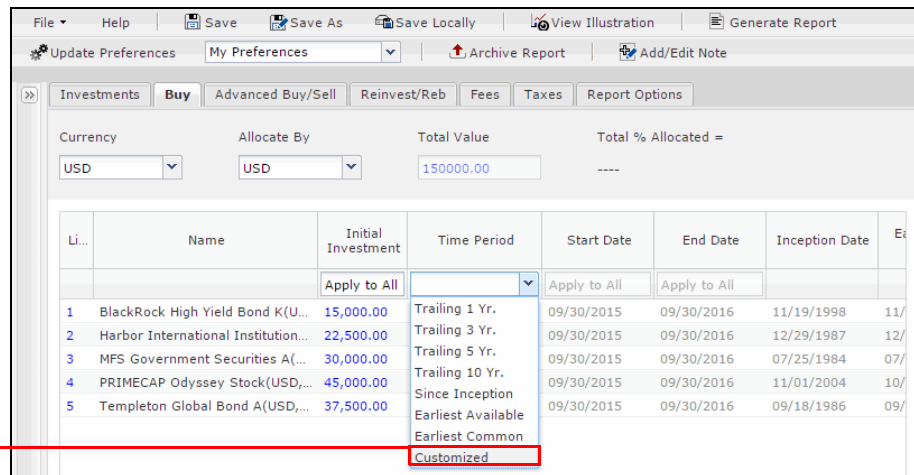 File Help Save Save As Save Locally View Illustration Generate Report
Update Preferences My Preferences Archive Report Add/Edit Note
Investments Buy Advanced Buy/Sell Reinvest/Reb Fees Taxes Report Options
Currency Allocate By Total Value Total % Allocated =
USD USD 150000.00 ----
Li... Name Initial Investment Time Period Start Date End Date Inception Date
Apply to All Apply to All Apply to All
1 BlackRock High Yield Bond K(U... 15,000.00 09/30/2015 09/30/2016 11/19/1998 11/
2 Harbor International Institution... 22,500.00 09/30/2015 09/30/2016 12/29/1987 12/
3 MFS Government Securities A(... 30,000.00 09/30/2015 09/30/2016 07/25/1984 07/
4 PRIMECAP Odyssey Stock(USD,... 45,000.00 09/30/2015 09/30/2016 11/01/2004 10/
5 Templeton Global Bond A(USD,... 37,500.00 09/30/2015 09/30/2016 09/18/1986 09/
Trailing 1 Yr.
Trailing 3 Yr.
Trailing 5 Yr.
Trailing 10 Yr.
Since Inception
Earliest Available
Earliest Common
Customized